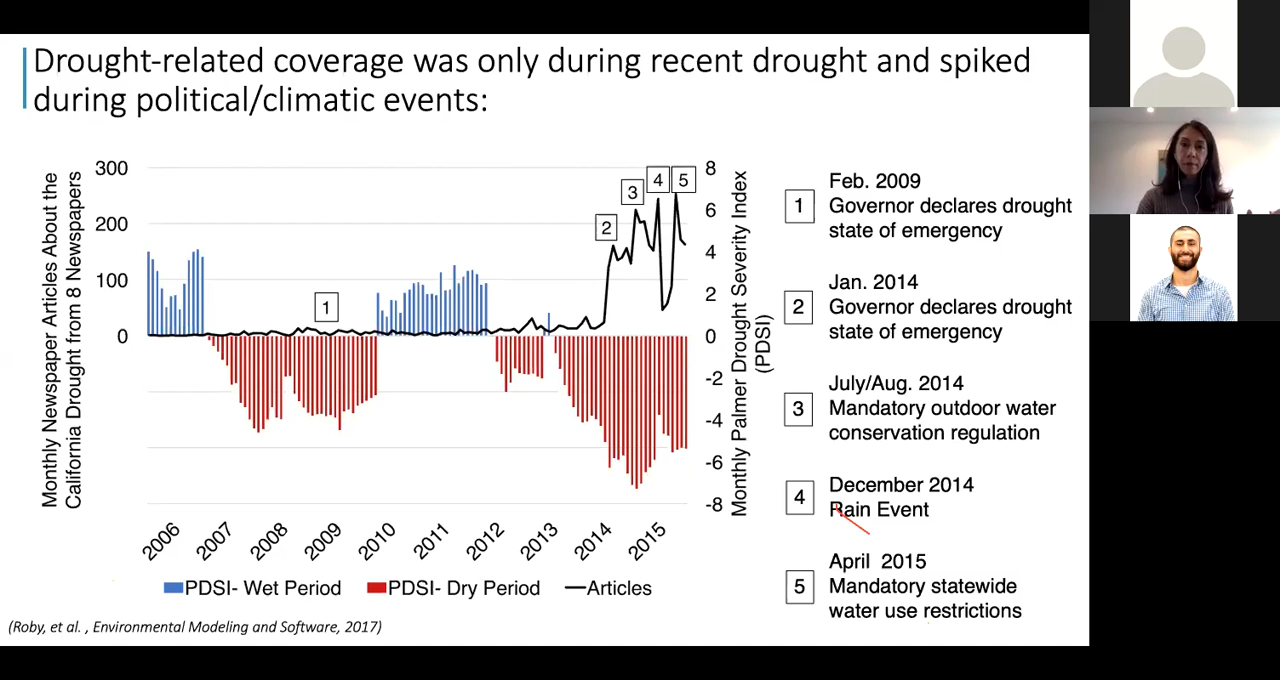 Drought-related coverage was only during recent drought and spiked
during political/climatic events:
Monthly Newspaper Articles About the
California Drought from 8 Newspapers
300
200
100
0
1
2
3
4
5
8
6
4
2
0
-2
-4
-6
-8
Monthly Palmer Drought Severity Index
(PDSI)
2006
2007
2008
2009
2010
2011
2012
2013
2014
2015
PDSI- Wet Period
PDSI- Dry Period
Articles
1
Feb. 2009
Governor declares drought
state of emergency
2
Jan. 2014
Governor declares drought
state of emergency
3
July/Aug. 2014
Mandatory outdoor water
conservation regulation
4
December 2014
Rain Event
5
April 2015
Mandatory statewide
water use restrictions
(Roby, et al. , Environmental Modeling and Software, 2017)